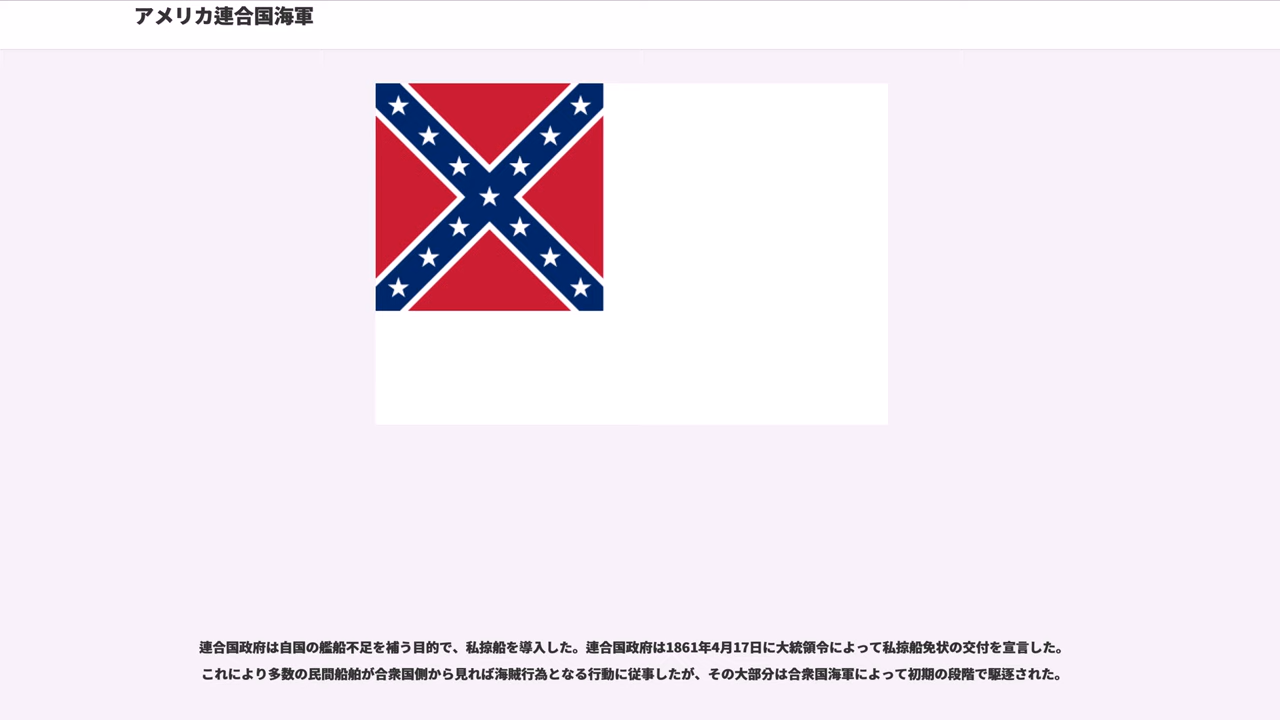 アメリカ連合国海軍
連合国政府は自国の艦船不足を補う目的で、私掠船を導入した。連合国政府は1861年4月17日に大統領令によって私掠船免状の交付を宣言した。
これにより多数の民間船舶が合衆国側から見れば海賊行為となる行動に従事したが、その大部分は合衆国海軍によって初期の段階で駆逐された。